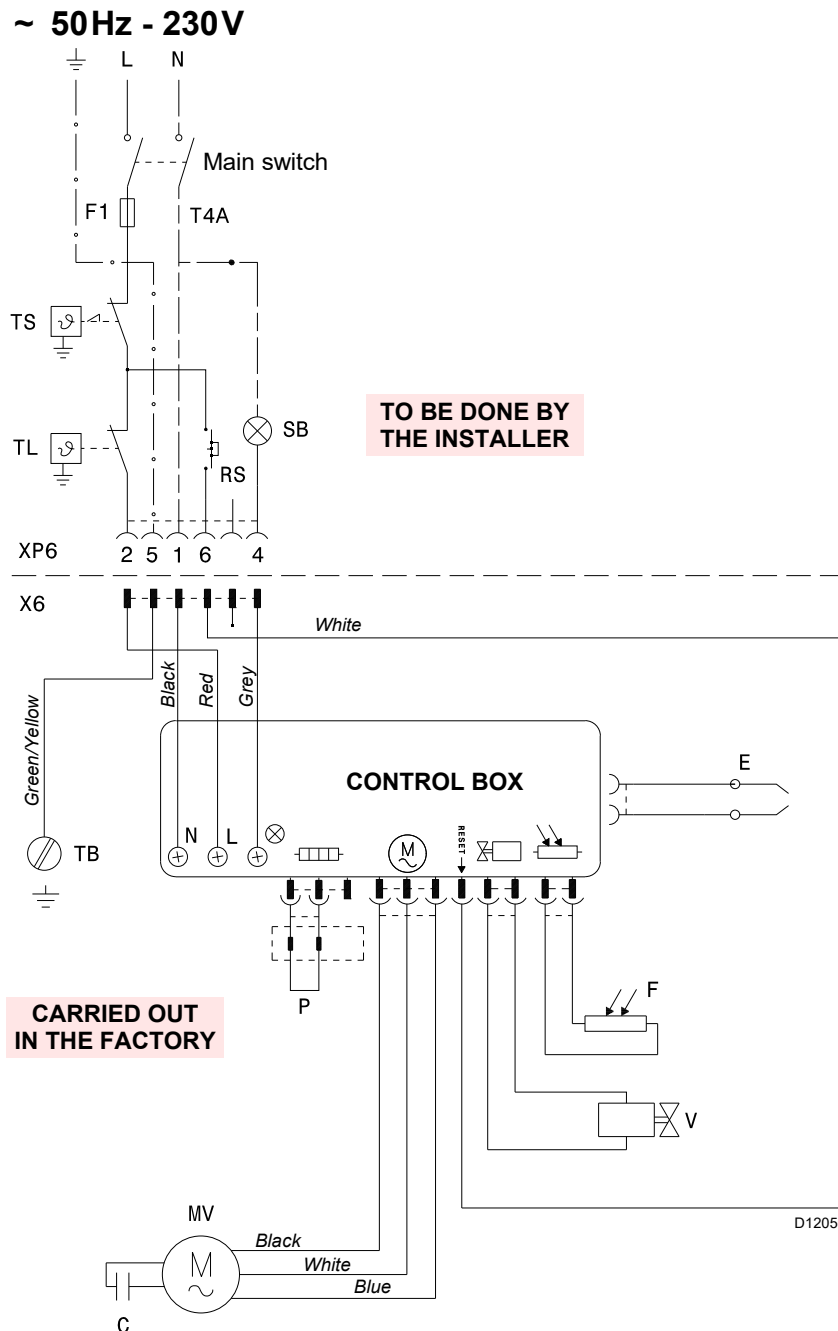 ~ 50Hz - 230V
L N
Main switch
F1 T4A
TS
TL
SB
RS
TO BE DONE BY
THE INSTALLER
XP6 2 5 1 6 4
X6
White
Black
Red
Grey
Green/Yellow
CONTROL BOX
E
N L
M
~
RESET
TB
P
F
CARRIED OUT
IN THE FACTORY
V
D1205
MV
M
~
Black
White
Blue
C